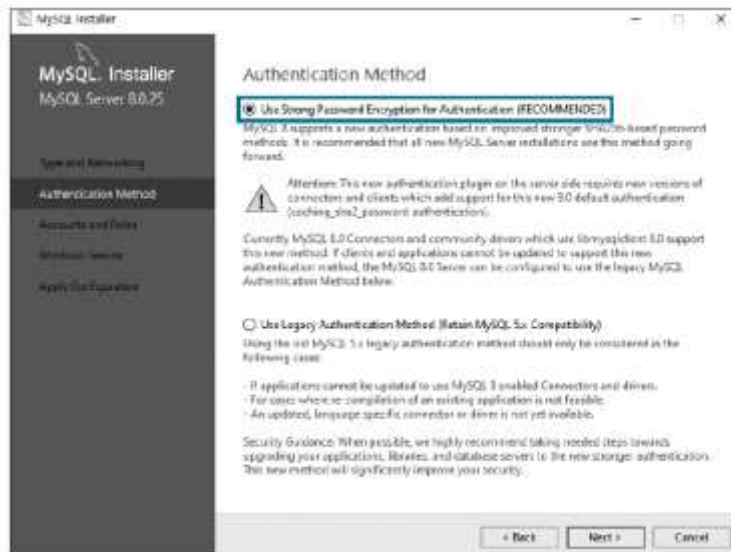 MySQL Installer
MySQL. Installer
MySQL Server 8.0.25
Type and Networking
Authentication Method
Accounts and Roles
Windows Service
Apply Configuration
Authentication Method
Use Strong Password Encryption for Authentication (RECOMMENDED)
MySQL 8 supports a new authentication based on improved stronger SHA256-based password
methods. It is recommended that all new MySQL Server installations use this method going
forward.
Attention: This new authentication plugin on the server side requires new versions of
connectors and clients which add support for this new 8.0 default authentication
(caching_sha2_password authentication).
Currently MySQL 8.0 Connectors and community drivers which use libmysqlclient 8.0 support
this new method. If clients and applications cannot be updated to support this new
authentication method, the MySQL 8.0 Server can be configured to use the legacy MySQL
Authentication Method below.
Use Legacy Authentication Method (Retain MySQL 5.x Compatibility)
Using the old MySQL 5.x legacy authentication method should only be considered in the
following cases:
- If applications cannot be updated to use MySQL 8 enabled Connectors and drivers.
- For cases where re-compilation of an existing application is not feasible.
- An updated, language specific connector or driver is not yet available.
Security Guidance: When possible, we highly recommend taking needed steps towards
upgrading your applications, libraries, and database servers to the new stronger authentication.
This new method will significantly improve your security.
< Back
Next >
Cancel